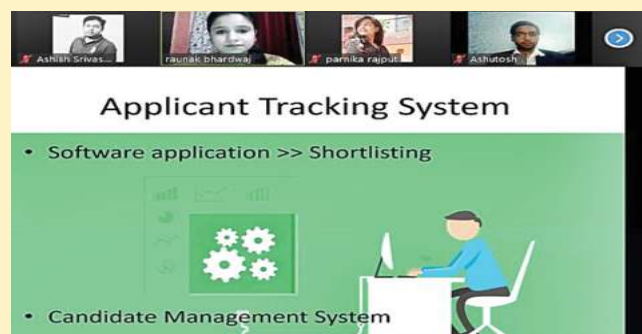 Ashish Srivas...
raunak bhardwaj
parnika rajput
Ashutosh
Applicant Tracking System
• Software application >> Shortlisting
• Candidate Management System